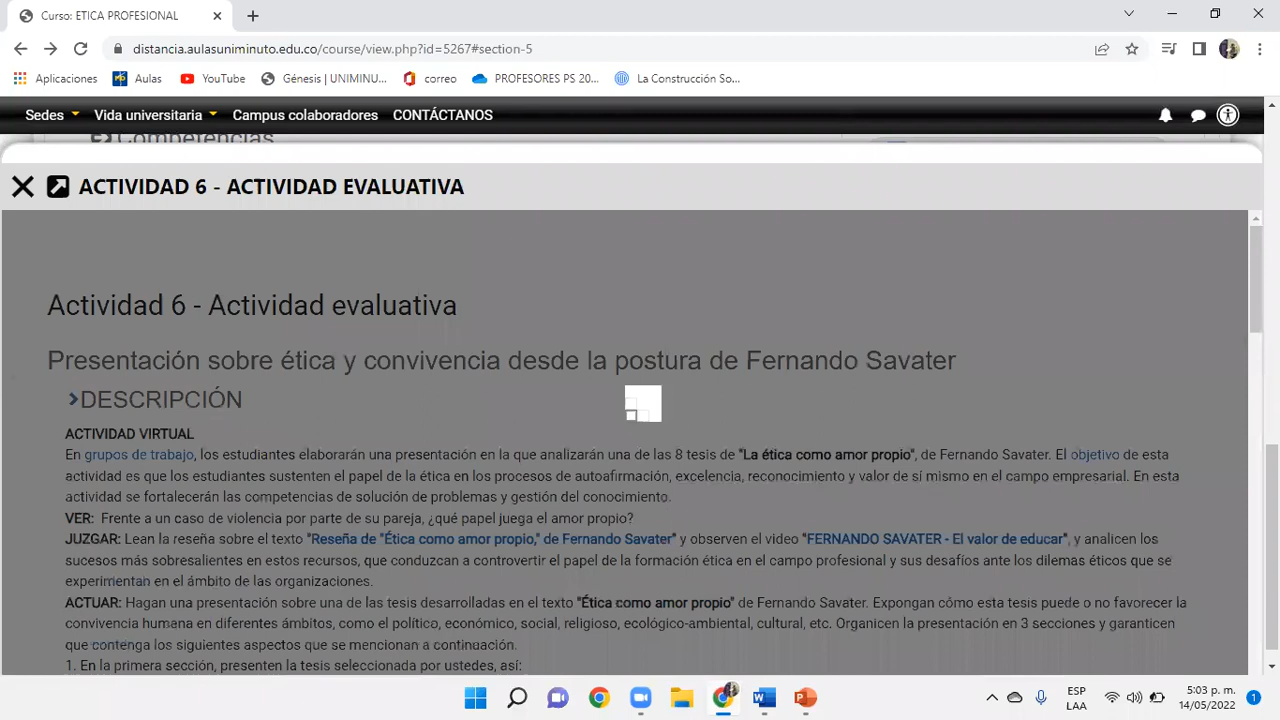 Curso: ETICA PROFESIONAL
distancia.aulasuniminuto.edu.co/course/view.php?id=5267#section-5
Aplicaciones Aulas YouTube Génesis | UNIMINU... correo PROFESORES PS 20... La Construcción So...
Sedes Vida universitaria Campus colaboradores CONTÁCTANOS
Competencias
ACTIVIDAD 6 - ACTIVIDAD EVALUATIVA
Actividad 6 - Actividad evaluativa
Presentación sobre ética y convivencia desde la postura de Fernando Savater
DESCRIPCIÓN
ACTIVIDAD VIRTUAL
En grupos de trabajo, los estudiantes elaborarán una presentación en la que analizarán una de las 8 tesis de "La ética como amor propio", de Fernando Savater. El objetivo de esta
actividad es que los estudiantes sustenten el papel de la ética en los procesos de autoafirmación, excelencia, reconocimiento y valor de sí mismo en el campo empresarial. En esta
actividad se fortalecerán las competencias de solución de problemas y gestión del conocimiento.
VER: Frente a un caso de violencia por parte de su pareja, ¿qué papel juega el amor propio?
JUZGAR: Lean la reseña sobre el texto "Reseña de "Ética como amor propio," de Fernando Savater" y observen el video "FERNANDO SAVATER - El valor de educar", y analicen los
sucesos más sobresalientes en estos recursos, que conduzcan a controvertir el papel de la formación ética en el campo profesional y sus desafíos ante los dilemas éticos que se
experimentan en el ámbito de las organizaciones.
ACTUAR: Hagan una presentación sobre una de las tesis desarrolladas en el texto "Ética como amor propio" de Fernando Savater. Expongan cómo esta tesis puede o no favorecer la
convivencia humana en diferentes ámbitos, como el político, económico, social, religioso, ecológico-ambiental, cultural, etc. Organicen la presentación en 3 secciones y garanticen
que contenga los siguientes aspectos que se mencionan a continuación.
1. En la primera sección, presenten la tesis seleccionada por ustedes, así:
ESP
LAA
5:03 p. m.
14/05/2022
1